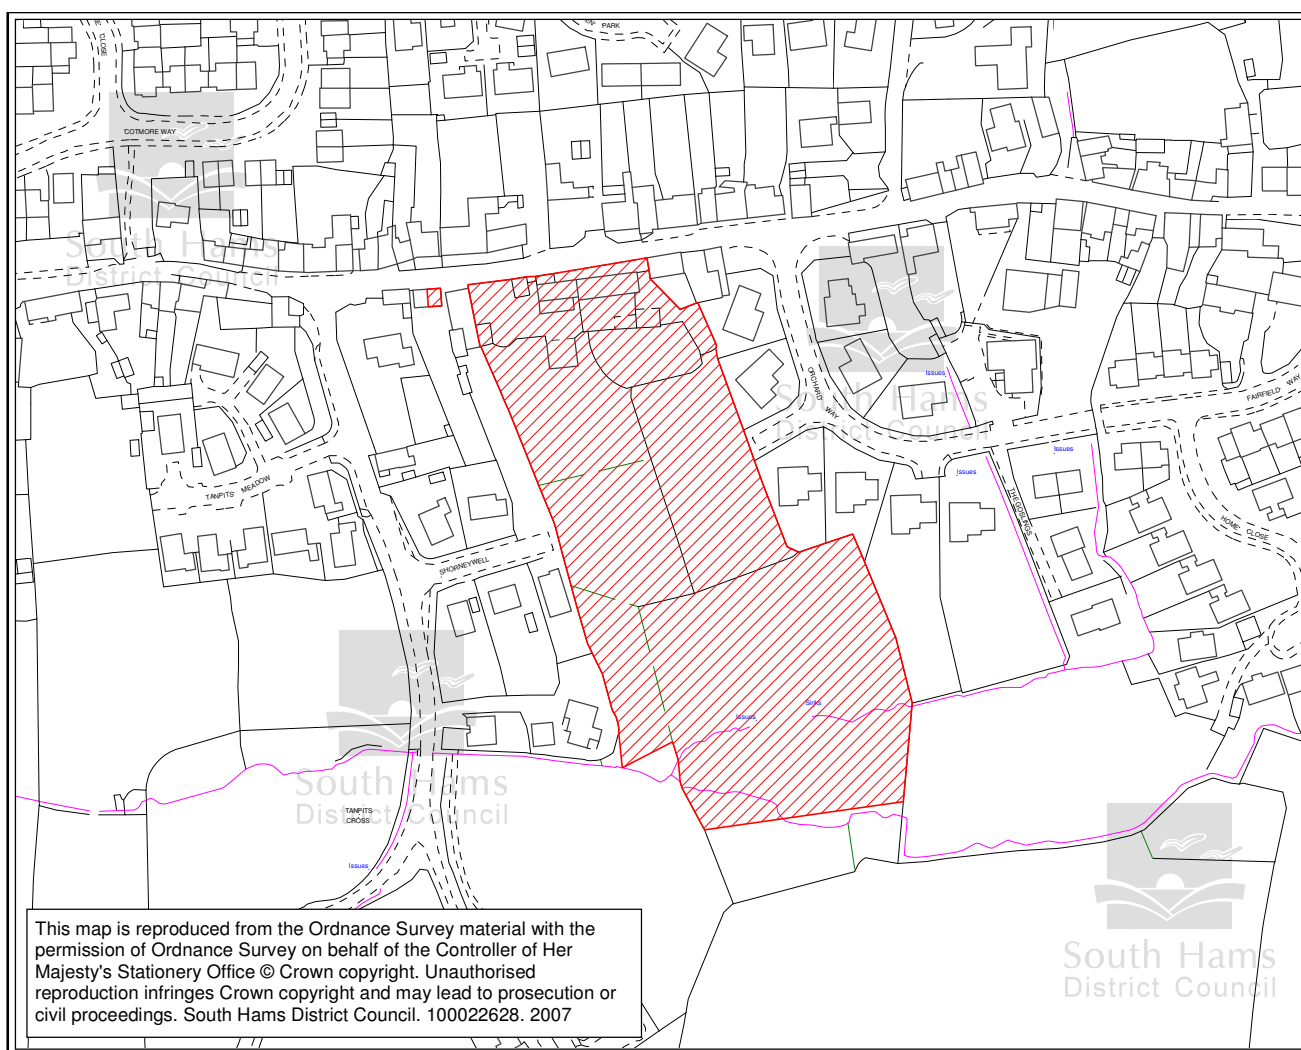 PARK
CLOSE
COTMORE WAY
South Hams
District Council
South Hams
District Council
Issues
ORCHARD WAY
FAIRFIELD WAY
Issues
Issues
TANPITS MEADOW
THE GOSLINGS
HOME CLOSE
SHORNEYWELL
Sinks
Issues
South Hams
District Council
TANPITS
CROSS
Issues
South Hams
District Council
This map is reproduced from the Ordnance Survey material with the
permission of Ordnance Survey on behalf of the Controller of Her
Majesty's Stationery Office © Crown copyright. Unauthorised
reproduction infringes Crown copyright and may lead to prosecution or
civil proceedings. South Hams District Council. 100022628. 2007